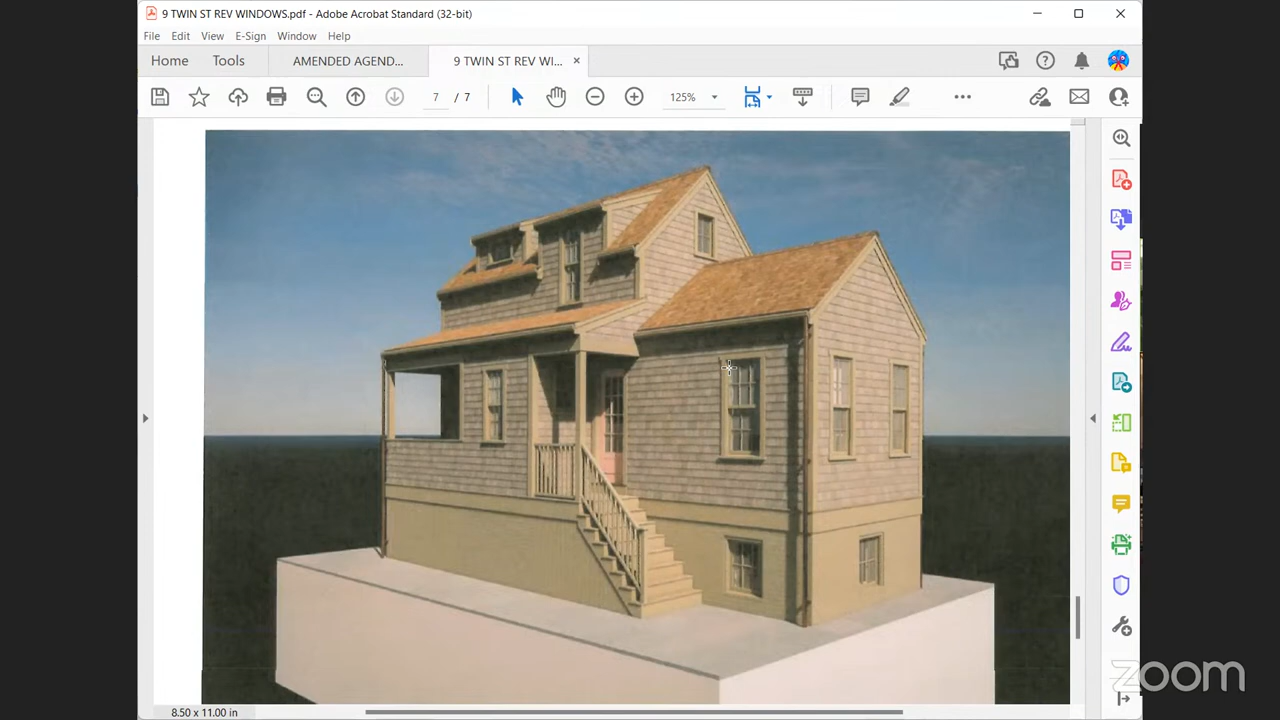 9 TWIN ST REV WINDOWS.pdf - Adobe Acrobat Standard (32-bit)
File Edit View E-Sign Window Help
Home Tools AMENDED AGEND... 9 TWIN ST REV WI... ×
7 / 7 125%
8.50 x 11.00 in
zoom